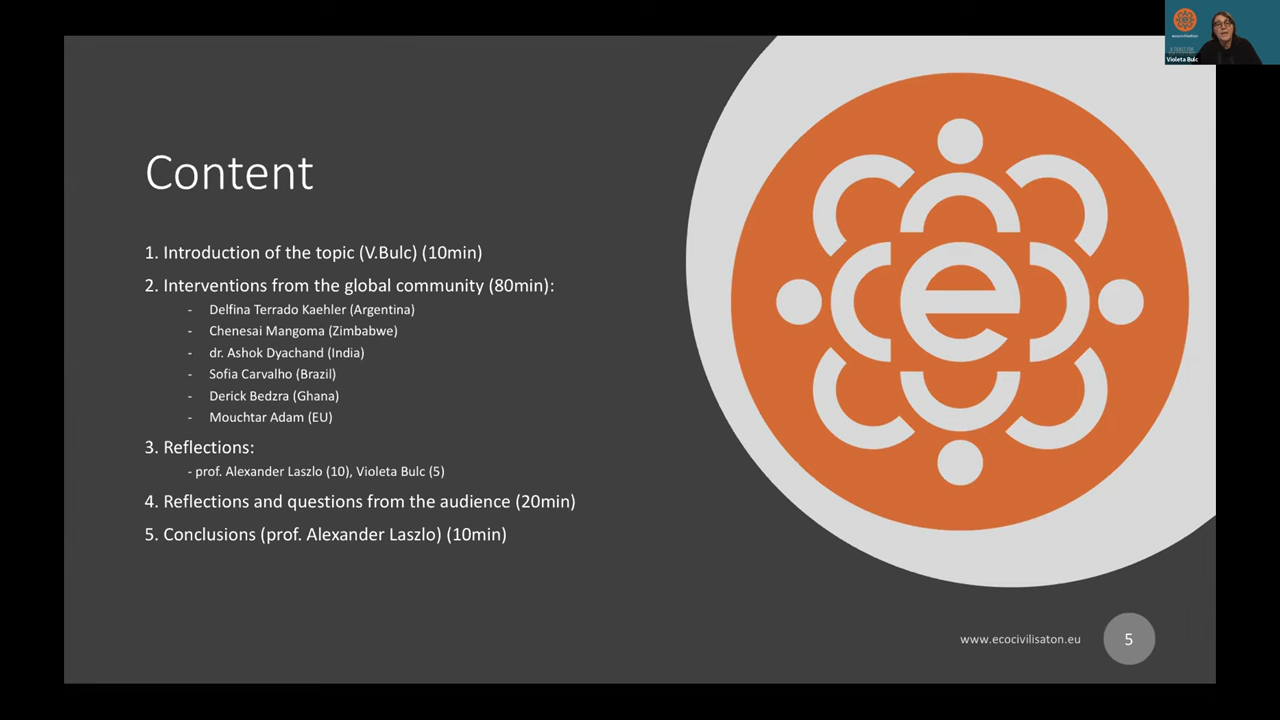 Content
1. Introduction of the topic (V.Bulc) (10min)
2. Interventions from the global community (80min):
- Delfina Terrado Kaehler (Argentina)
- Chenesai Mangoma (Zimbabwe)
- dr. Ashok Dyachand (India)
- Sofia Carvalho (Brazil)
- Derick Bedzra (Ghana)
- Mouchtar Adam (EU)
3. Reflections:
- prof. Alexander Laszlo (10), Violeta Bulc (5)
4. Reflections and questions from the audience (20min)
5. Conclusions (prof. Alexander Laszlo) (10min)
e
www.ecocivilisaton.eu
5
ecocivilisation
Violeta Bulc